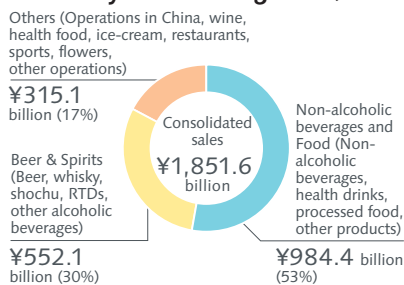 Others (Operations in China, wine,
health food, ice-cream, restaurants,
sports, flowers,
other operations)
¥315.1
billion (17%)
Consolidated
sales
¥1,851.6
billion
Non-alcoholic
beverages and
Food (Non-
alcoholic
beverages,
health drinks,
processed food,
other products)
¥984.4 billion
(53%)
Beer & Spirits
(Beer, whisky,
shochu, RTDs,
other alcoholic
beverages)
¥552.1
billion (30%)